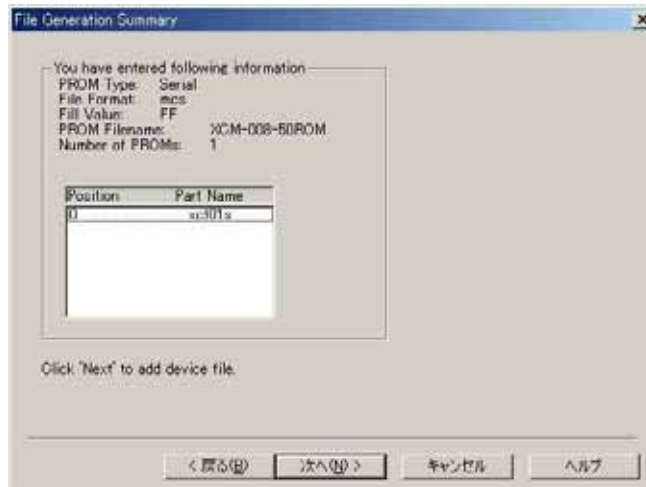 File Generation Summary
You have entered following information
PROM Type: Serial
File Format: mcs
Fill Value: FF
PROM Filename: XCM-008-50ROM
Number of PROMs: 1
Position Part Name
0 xcf01s
Click "Next" to add device file.
< 戻る(B) 次へ(N) > キャンセル ヘルプ